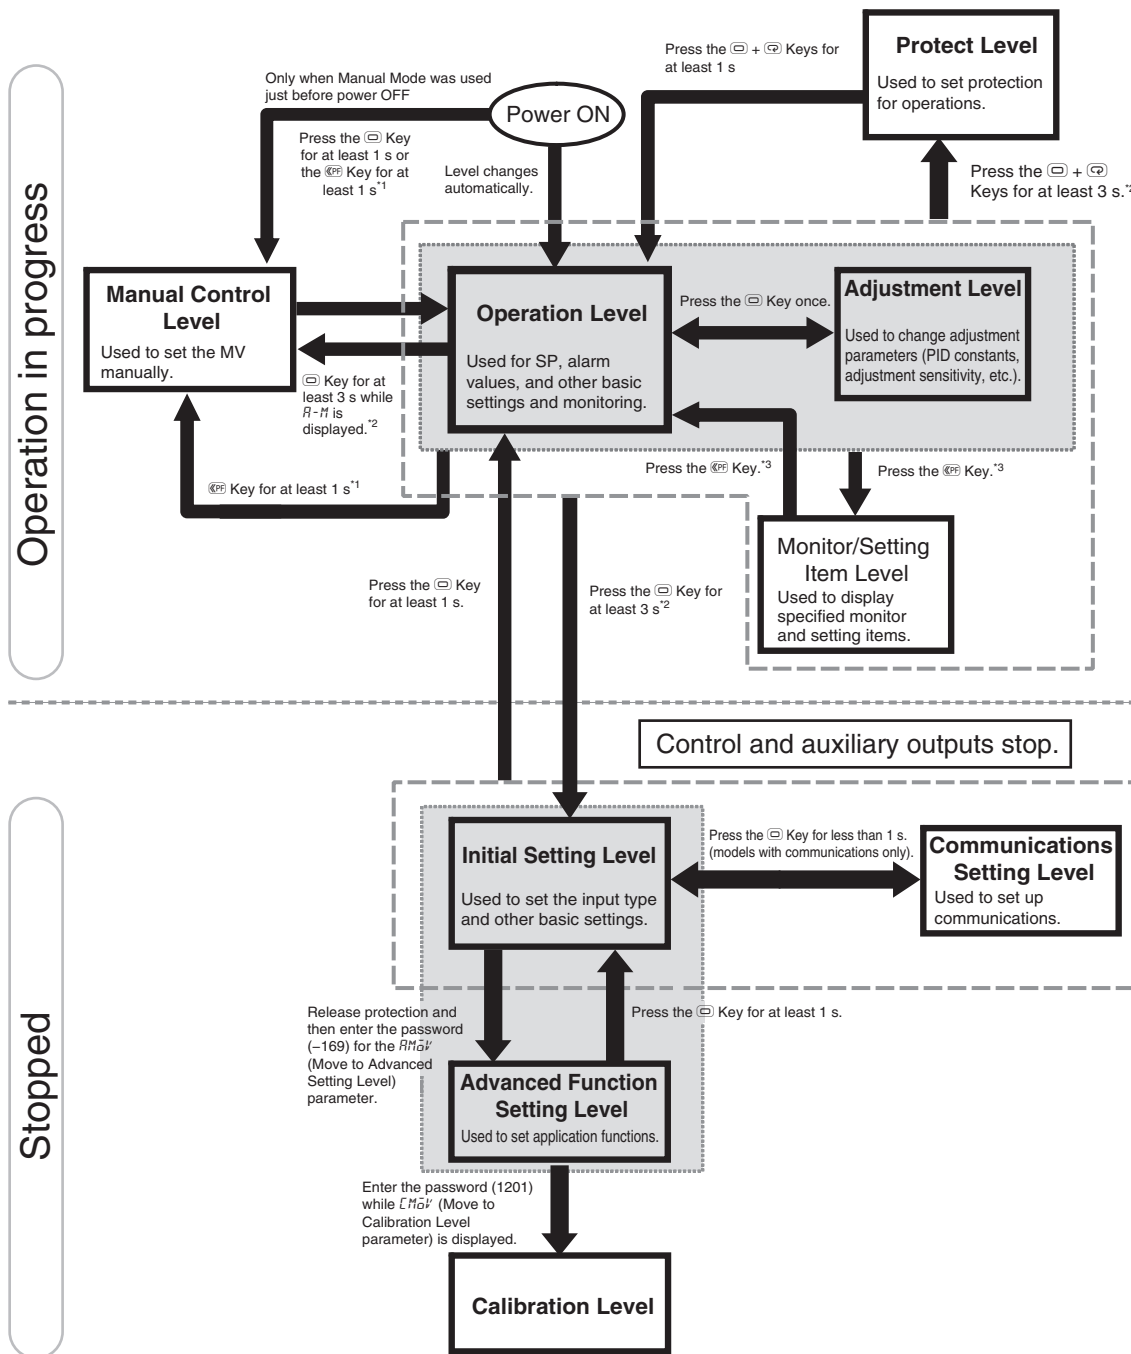 Operation in progress
Only when Manual Mode was used
just before power OFF
Power ON
Press the Key
for at least 1 s or
the PF Key for at
least 1 s*1
Level changes
automatically.
Press the + Keys for
at least 1 s
Protect Level
Used to set protection
for operations.
Press the +
Keys for at least 3 s.
Manual Control
Level
Used to set the MV
manually.
Operation Level
Used for SP, alarm
values, and other basic
settings and monitoring.
Press the Key once.
Adjustment Level
Used to change adjustment
parameters (PID constants,
adjustment sensitivity, etc.).
Key for at
least 3 s while
A-M is
displayed.*2
PF Key for at least 1 s*1
Press the PF Key.*3
Press the PF Key.*3
Monitor/Setting
Item Level
Used to display
specified monitor
and setting items.
Press the Key
for at least 1 s.
Press the Key for
at least 3 s*2
Control and auxiliary outputs stop.
Stopped
Initial Setting Level
Used to set the input type
and other basic settings.
Press the Key for less than 1 s.
(models with communications only).
Communications
Setting Level
Used to set up
communications.
Release protection and
then enter the password
(−169) for the AMoV
(Move to Advanced
Setting Level)
parameter.
Press the Key for at least 1 s.
Advanced Function
Setting Level
Used to set application functions.
Enter the password (1201)
while CMoV (Move to
Calibration Level
parameter) is displayed.
Calibration Level